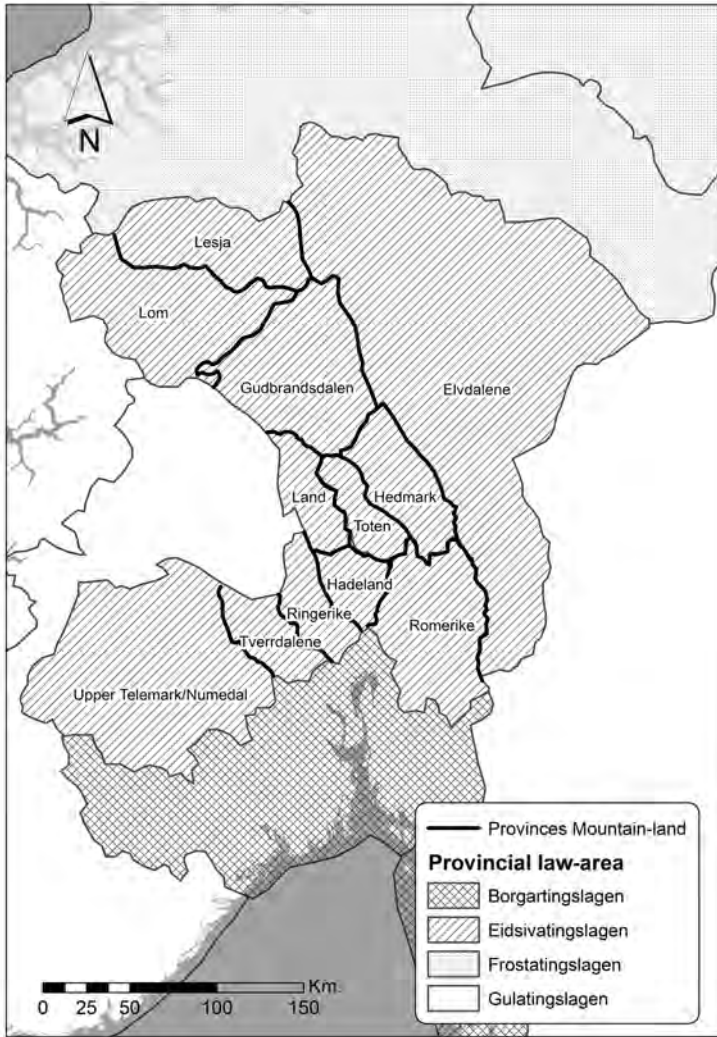 N
Lesja
Lom
Gudbrandsdalen
Elvdalene
Land
Hedmark
Toten
Hadeland
Ringerike
Romerike
Tverrdalene
Upper Telemark/Numedal
Provinces Mountain-land
Provincial law-area
Borgartingslagen
Eidsivatingslagen
Frostatingslagen
Gulatingslagen
Km
0 25 50 100 150